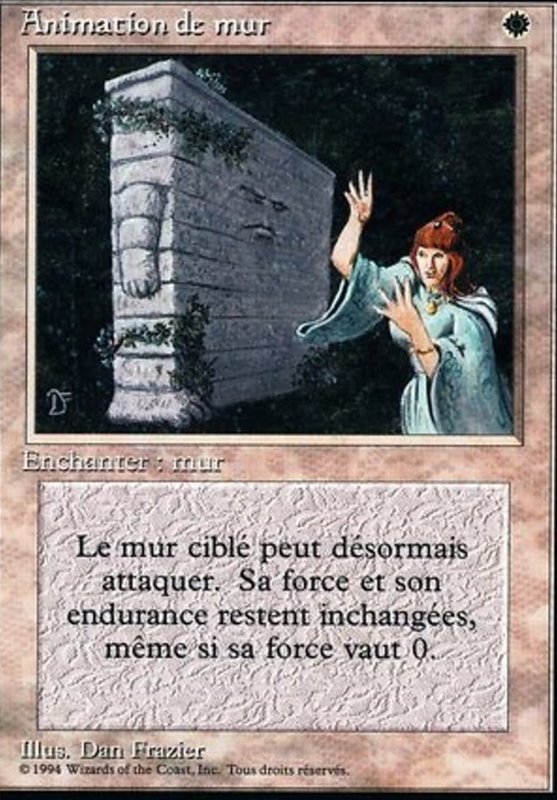 Animation de mur
DF
Enchanter : mur
Le mur ciblé peut désormais
attaquer. Sa force et son
endurance restent inchangées,
même si sa force vaut 0.
Illus. Dan Frazier
© 1994 Wizards of the Coast, Inc. Tous droits réservés.